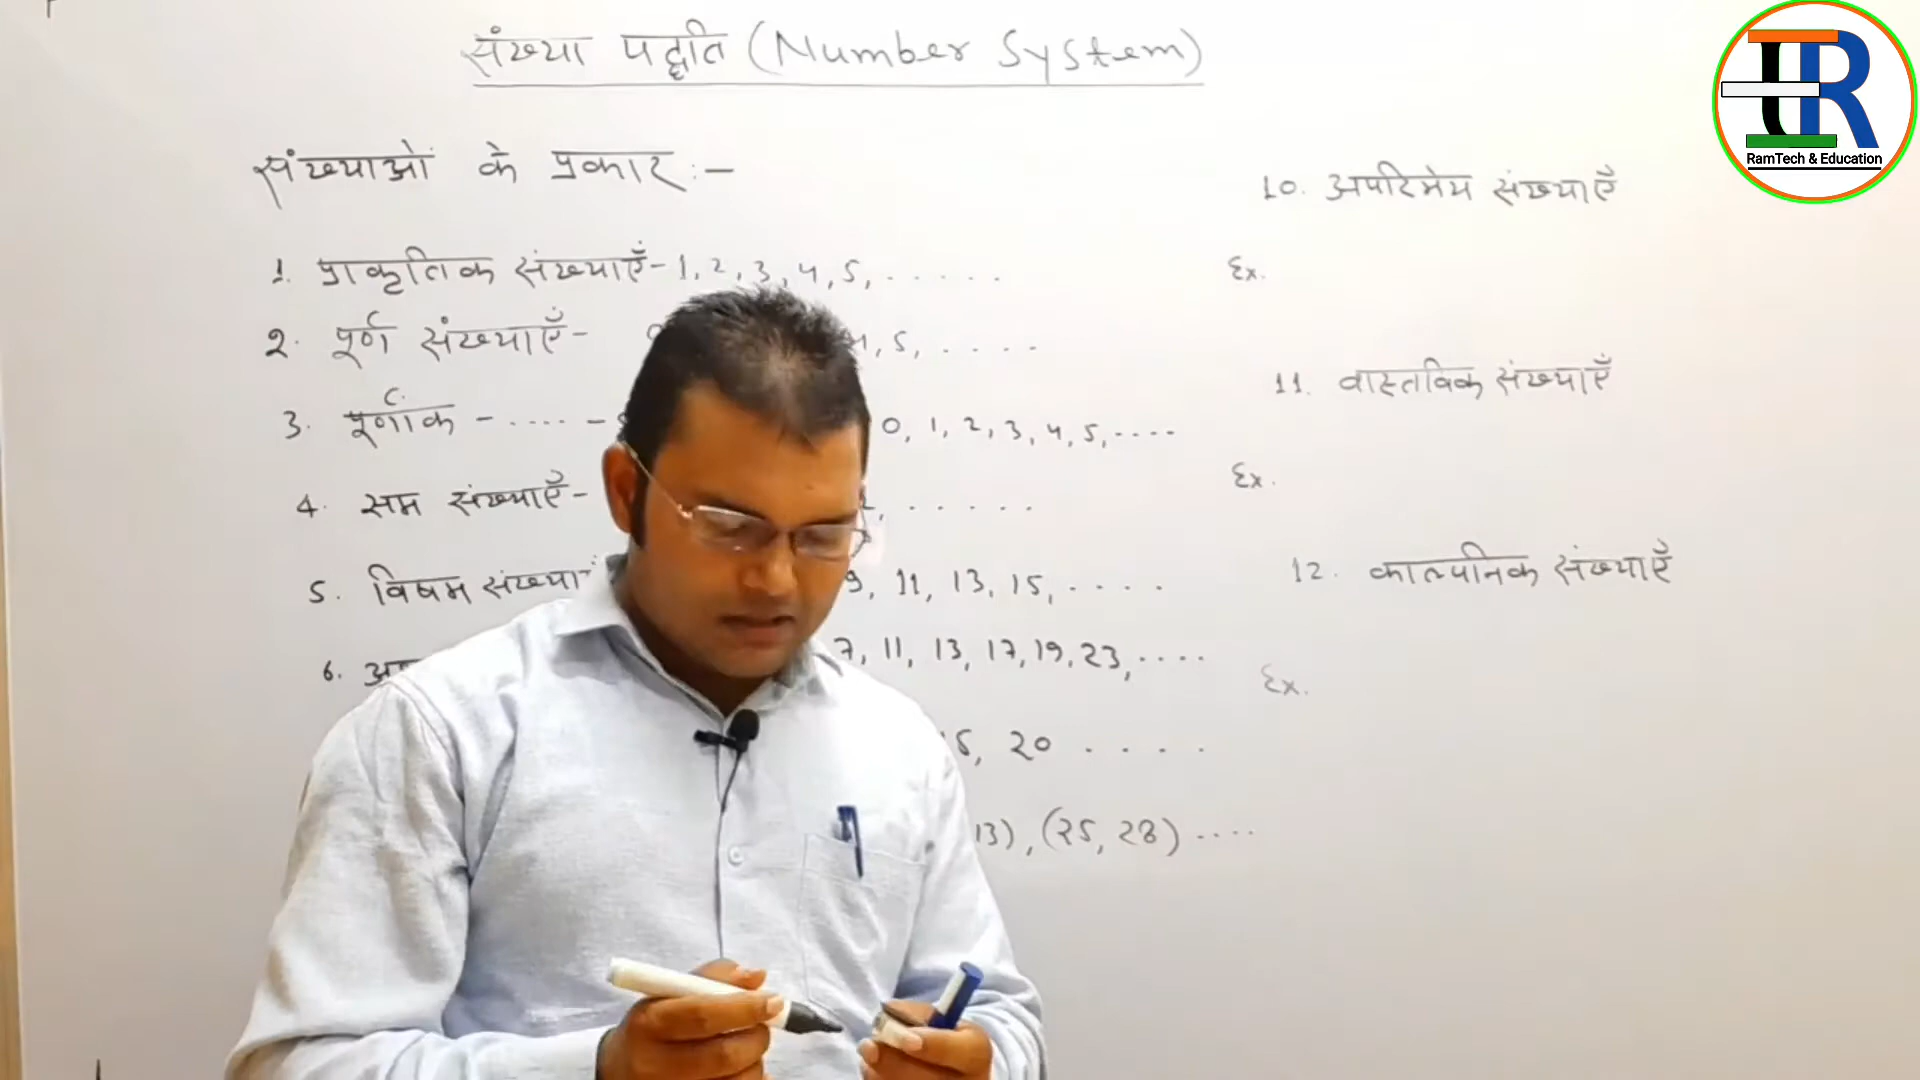 संख्या पद्धति (Number System)
संख्याओं के प्रकार :-
1. प्राकृतिक संख्याएँ - 1, 2, 3, 4, 5, . . . . .
2. पूर्ण संख्याएँ - 4, 5, . . . .
3. पूर्णांक - . . . . . - 0, 1, 2, 3, 4, 5, . . . .
4. सम संख्याएँ - , . . . . .
5. विषम संख्या 9, 11, 13, 15, . . . .
6. 7, 11, 13, 17, 19, 23, . . . .
, 20 . . . .
13), (25, 28) . . . .
10. अपरिमेय संख्याएँ
Ex.
11. वास्तविक संख्याएँ
Ex.
12. काल्पनिक संख्याएँ
Ex.
TR
RamTech & Education